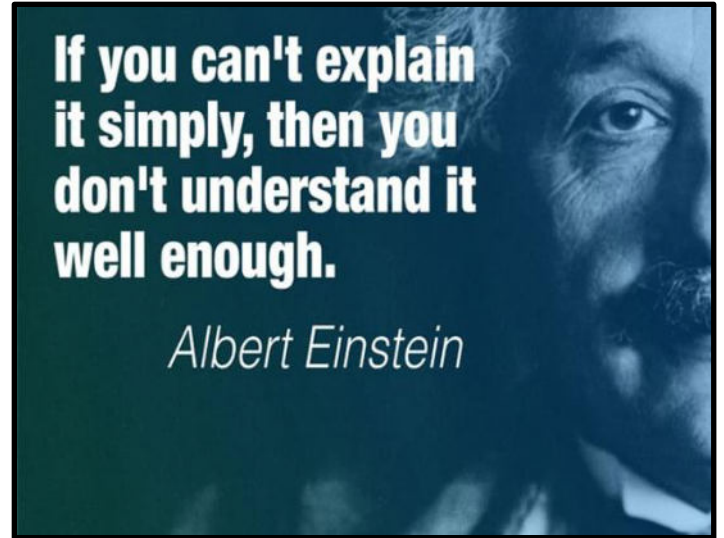 If you can't explain
it simply, then you
don't understand it
well enough.
Albert Einstein